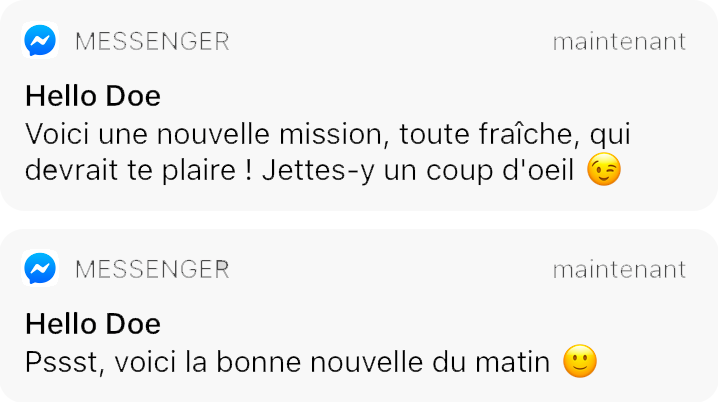 MESSENGER maintenant
Hello Doe
Voici une nouvelle mission, toute fraîche, qui
devrait te plaire ! Jettes-y un coup d'oeil 😉
MESSENGER maintenant
Hello Doe
Pssst, voici la bonne nouvelle du matin 🙂